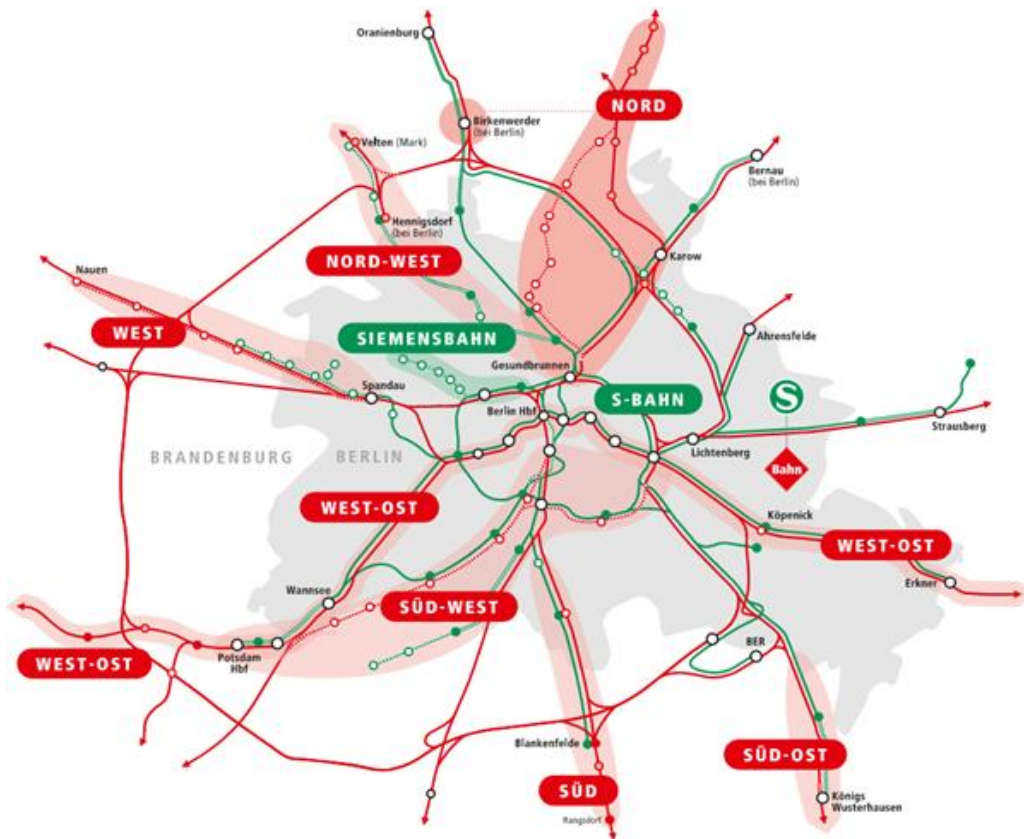 Oranienburg
NORD
Birkenwerder
(bei Berlin)
Velten (Mark)
Bernau
(bei Berlin)
Hennigsdorf
(bei Berlin)
Karow
NORD-WEST
Nauen
WEST
SIEMENSBAHN
Ahrensfelde
Gesundbrunnen
Spandau
S-BAHN
S
Berlin Hbf
Strausberg
Lichtenberg
BRANDENBURG
BERLIN
Bahn
WEST-OST
Köpenick
WEST-OST
Erkner
Wannsee
SÜD-WEST
WEST-OST
Potsdam
Hbf
BER
Blankenfelde
SÜD-OST
SÜD
Königs
Wusterhausen
Rangsdorf